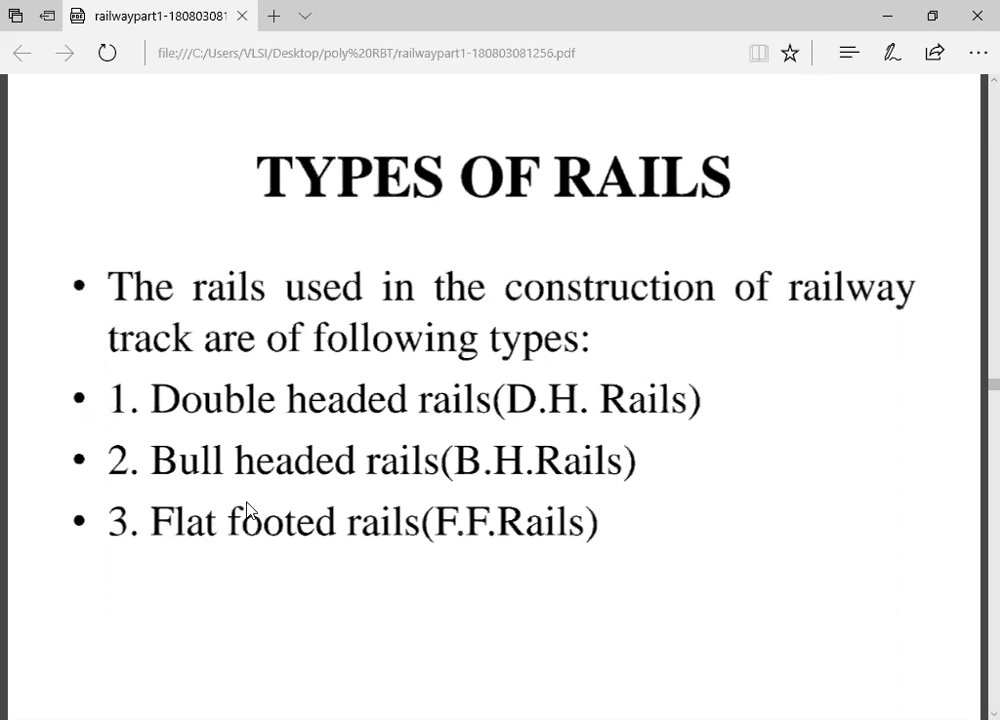 railwaypart1-180803081
file:///C:/Users/VLSI/Desktop/poly%20RBT/railwaypart1-180803081256.pdf
TYPES OF RAILS
• The rails used in the construction of railway
track are of following types:
• 1. Double headed rails(D.H. Rails)
• 2. Bull headed rails(B.H.Rails)
• 3. Flat footed rails(F.F.Rails)